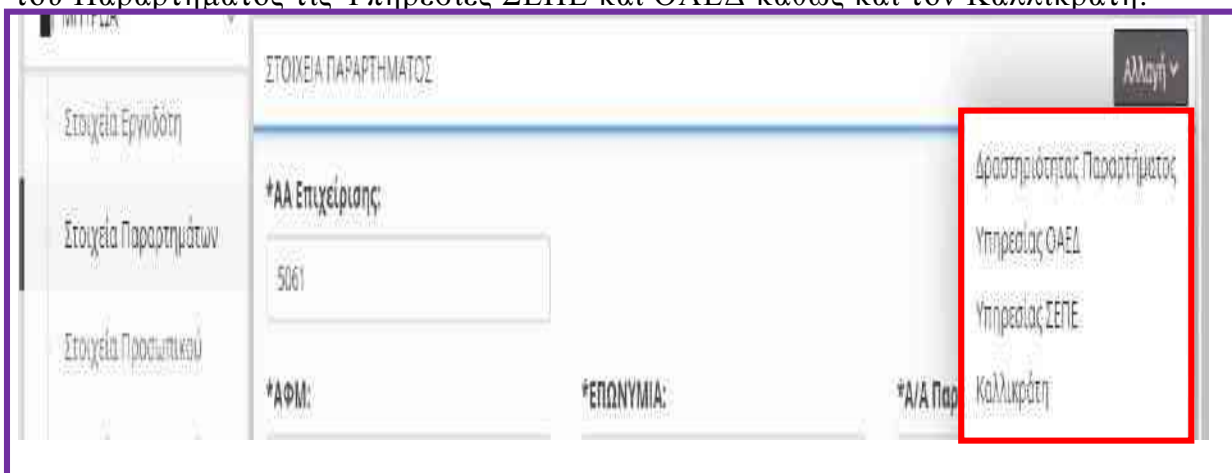 του Παραρτήματος τις Υπηρεσίες ΣΕΠΕ και ΟΑΕΔ καθώς και τον Καλλικράτη:
ΜΗΤΡΩΑ
ΣΤΟΙΧΕΙΑ ΠΑΡΑΡΤΗΜΑΤΟΣ
Αλλαγή
Στοιχεία Εργοδότη
Δραστηριότητας Παραρτήματος
*ΑΑ Επιχείρισης:
Στοιχεία Παραρτημάτων
Υπηρεσίας ΟΑΕΔ
5061
Υπηρεσίας ΣΕΠΕ
Στοιχεία Προσωπικού
*ΑΦΜ:
*ΕΠΩΝΥΜΙΑ:
*Α/Α Παρ
Καλλικράτη